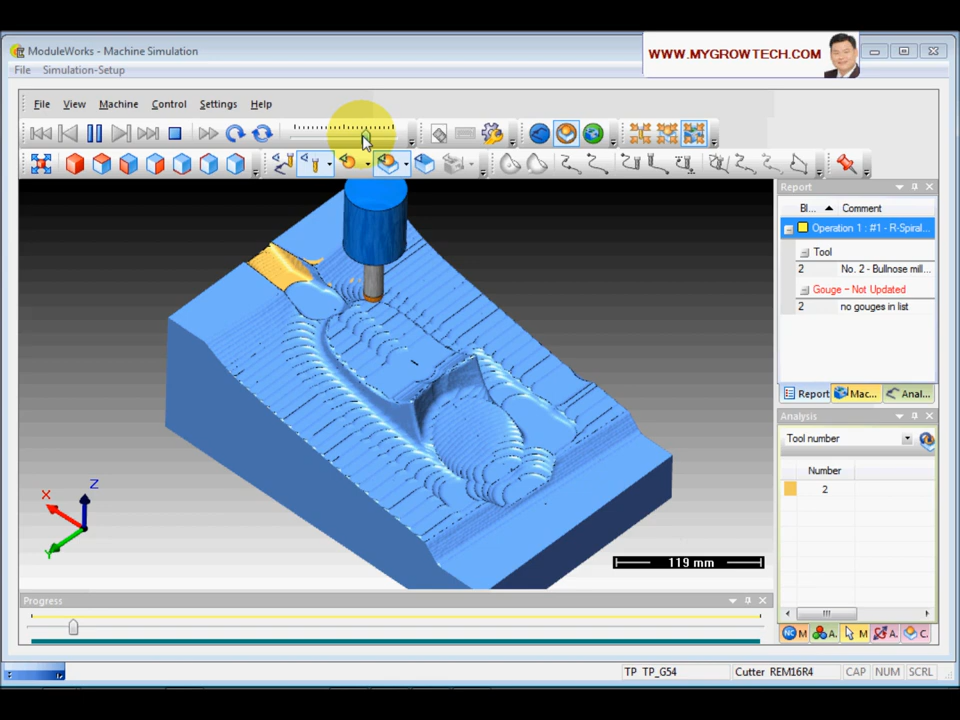 ModuleWorks - Machine Simulation
WWW.MYGROWTECH.COM
File Simulation-Setup
File View Machine Control Settings Help
Report
Bl... Comment
Operation 1 : #1 - R-Spiral...
Tool
2 No. 2 - Bullnose mill...
Gouge - Not Updated
2 no gouges in list
Report Mac... Anal...
Analysis
Tool number
Number
2
Z
X
Y
119 mm
Progress
NC M A. M A. C.
TP TP_G54 Cutter REM16R4 CAP NUM SCRL